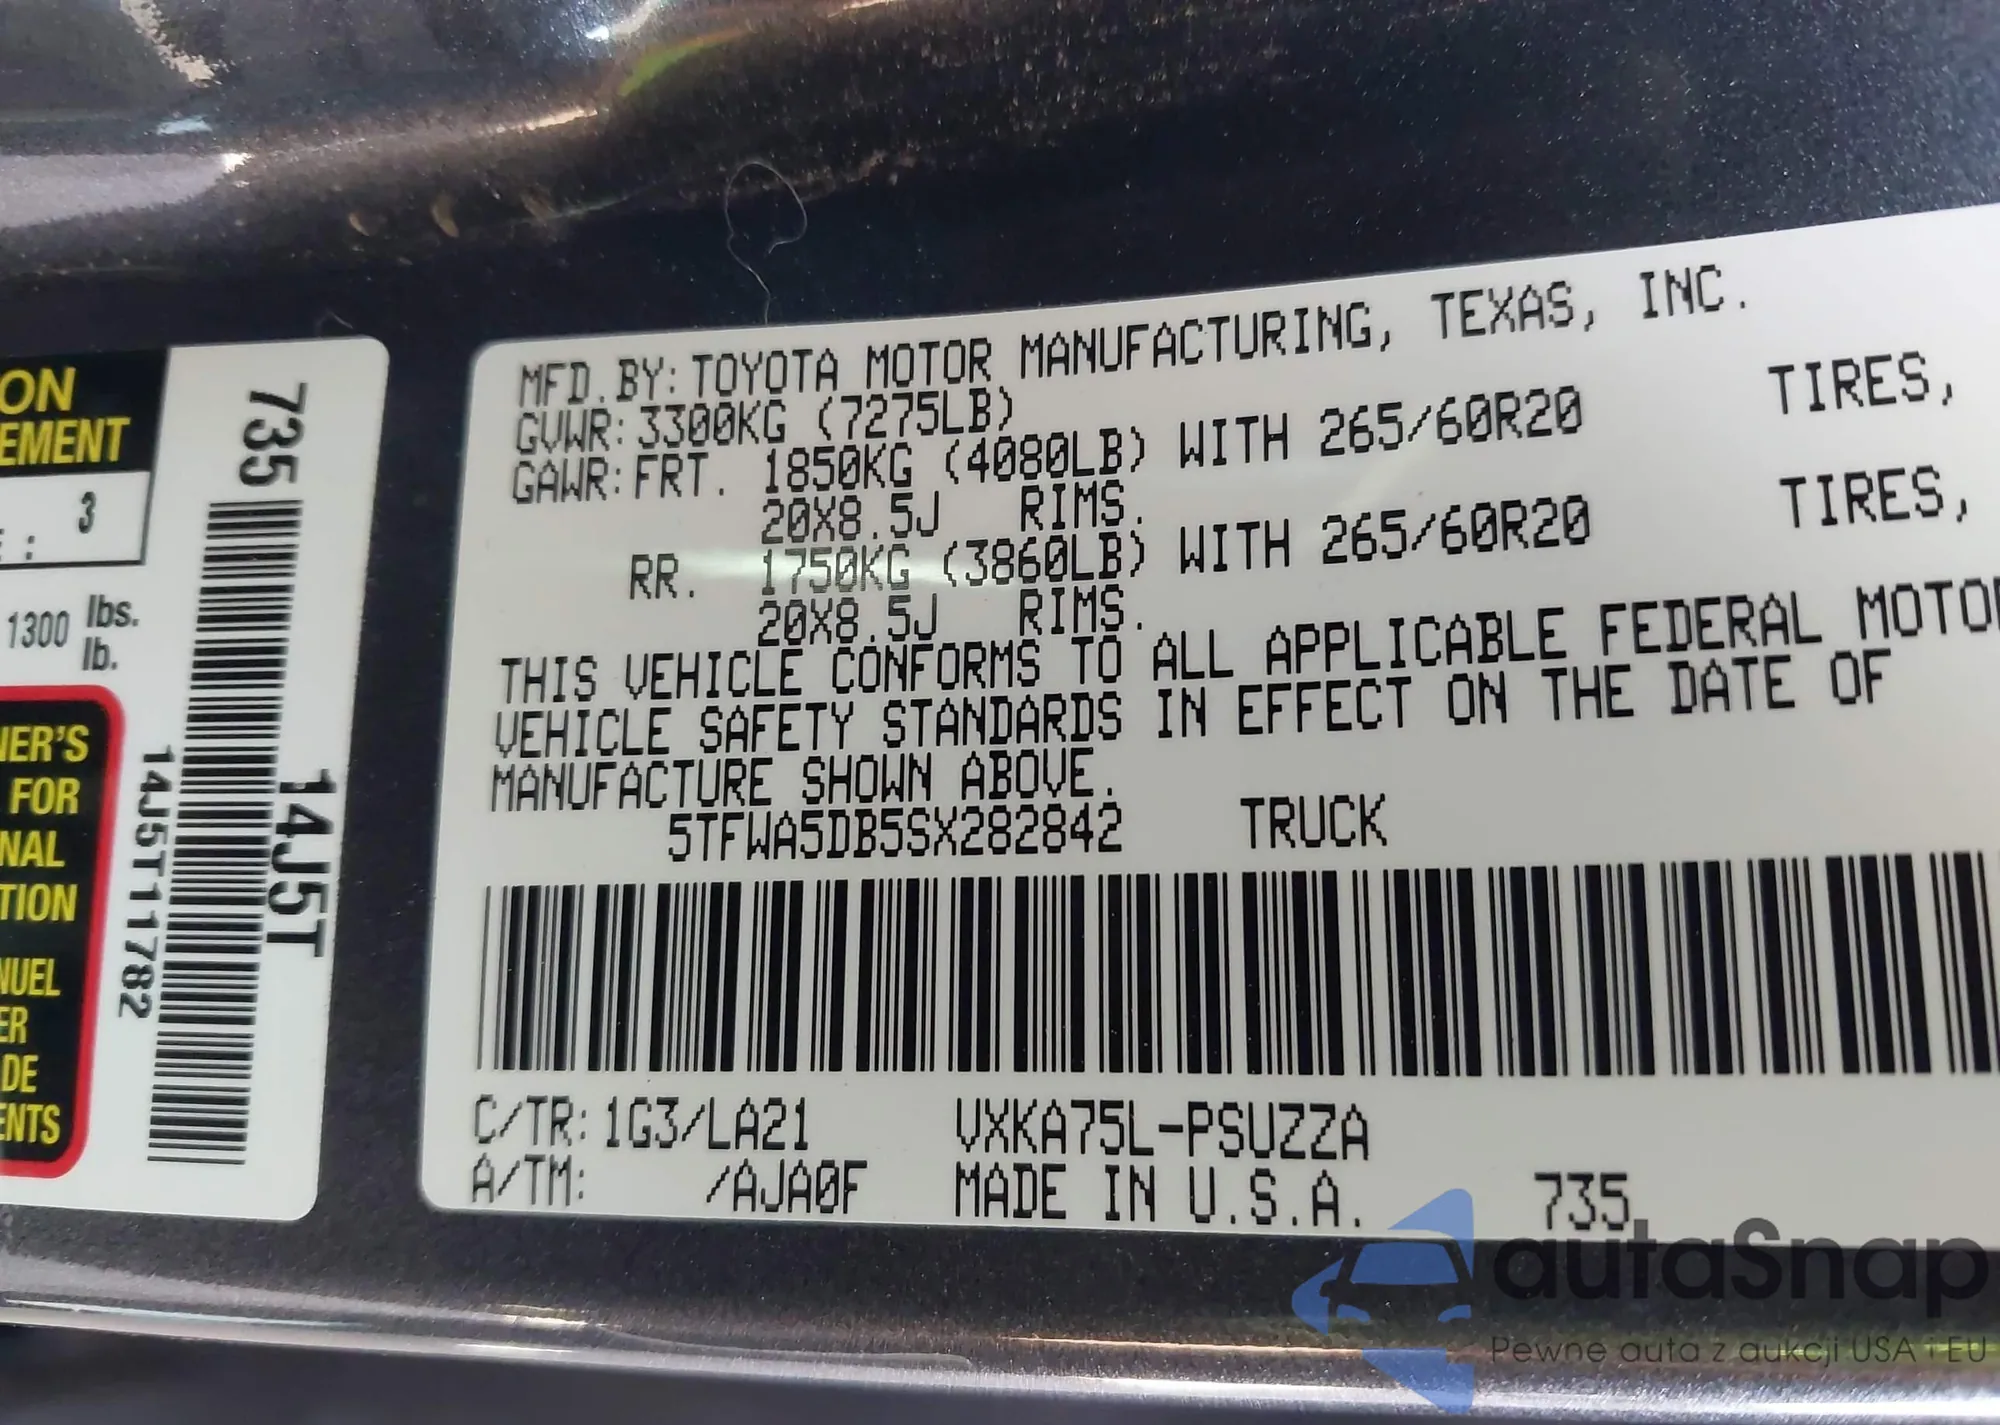 ON
EMENT
E : 3
1300 lbs.
lb.
NER'S
FOR
NAL
TION
NUEL
ER
DE
ENTS
735
14J5T
14J5T11782
MFD.BY:TOYOTA MOTOR MANUFACTURING, TEXAS, INC.
GVWR:3300KG (7275LB)
GAWR:FRT. 1850KG (4080LB) WITH 265/60R20 TIRES,
20X8.5J RIMS.
RR. 1750KG (3860LB) WITH 265/60R20 TIRES,
20X8.5J RIMS.
THIS VEHICLE CONFORMS TO ALL APPLICABLE FEDERAL MOTOR
VEHICLE SAFETY STANDARDS IN EFFECT ON THE DATE OF
MANUFACTURE SHOWN ABOVE.
5TFWA5DB5SX282842 TRUCK
C/TR:1G3/LA21 VXKA75L-PSUZZA
A/TM: /AJA0F MADE IN U.S.A. 735
autaSnap
Pewne auta z aukcji USA i EU